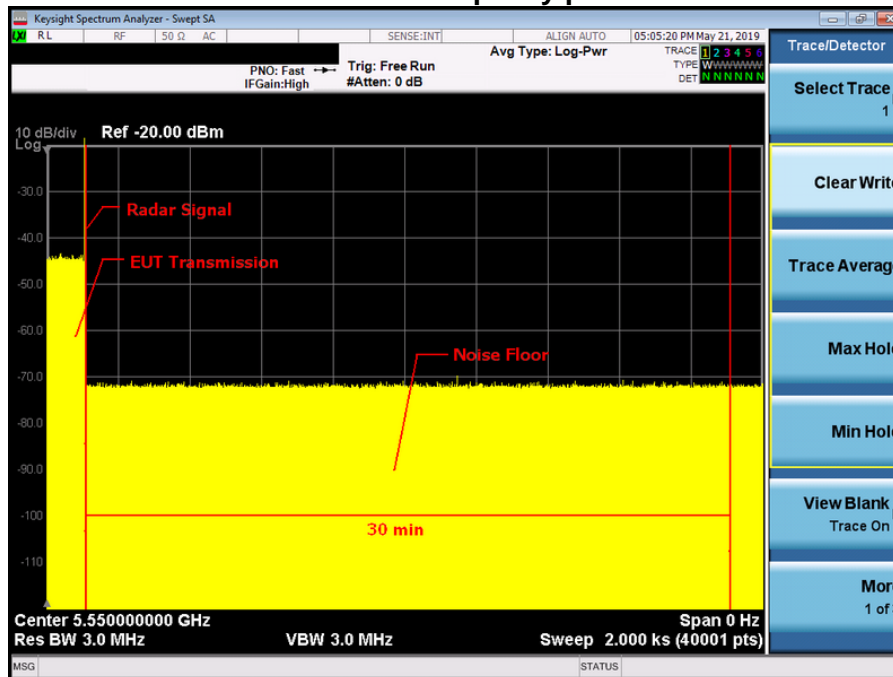 Keysight Spectrum Analyzer - Swept SA
RL RF 50 Ω AC SENSE:INT ALIGN AUTO 05:05:20 PM May 21, 2019
Avg Type: Log-Pwr
TRACE 1 2 3 4 5 6
TYPE W
DET N N N N N N
PNO: Fast
IFGain:High
Trig: Free Run
#Atten: 0 dB
Trace/Detector
Select Trace
1
Clear Write
Trace Average
Max Hold
Min Hold
View Blank
Trace On
More
1 of
10 dB/div Ref -20.00 dBm
Log
-30.0
-40.0
-50.0
-60.0
-70.0
-80.0
-90.0
-100
-110
Radar Signal
EUT Transmission
Noise Floor
30 min
Center 5.550000000 GHz Span 0 Hz
Res BW 3.0 MHz VBW 3.0 MHz Sweep 2.000 ks (40001 pts)
MSG STATUS